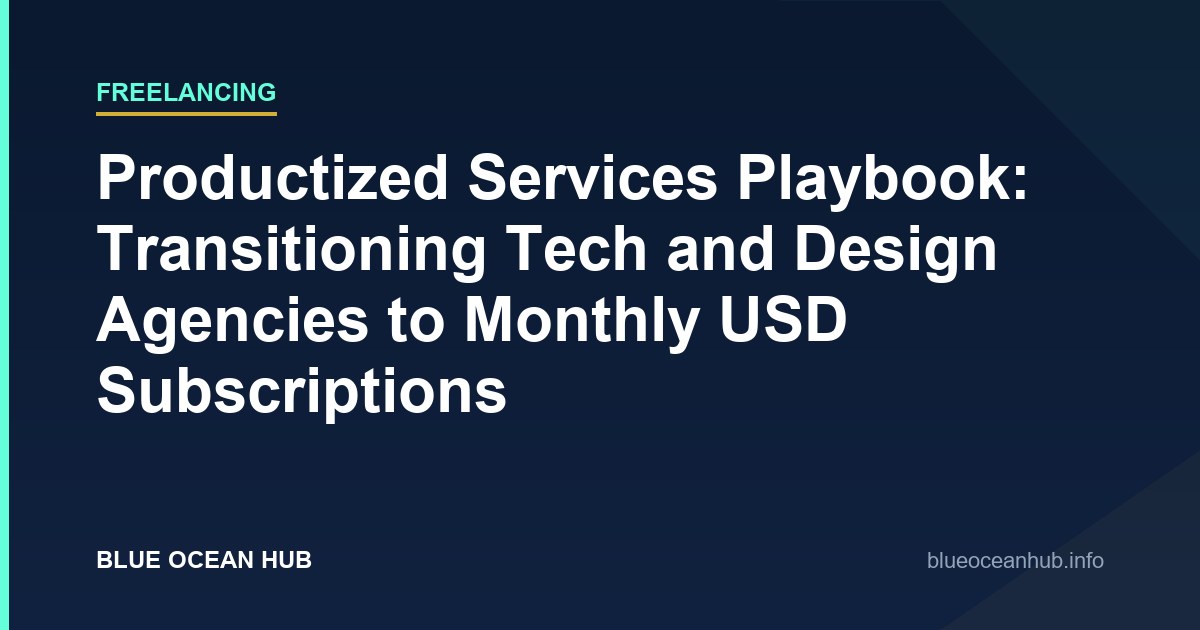 FREELANCING
Productized Services Playbook:
Transitioning Tech and Design
Agencies to Monthly USD
Subscriptions
BLUE OCEAN HUB
blueoceanhub.info